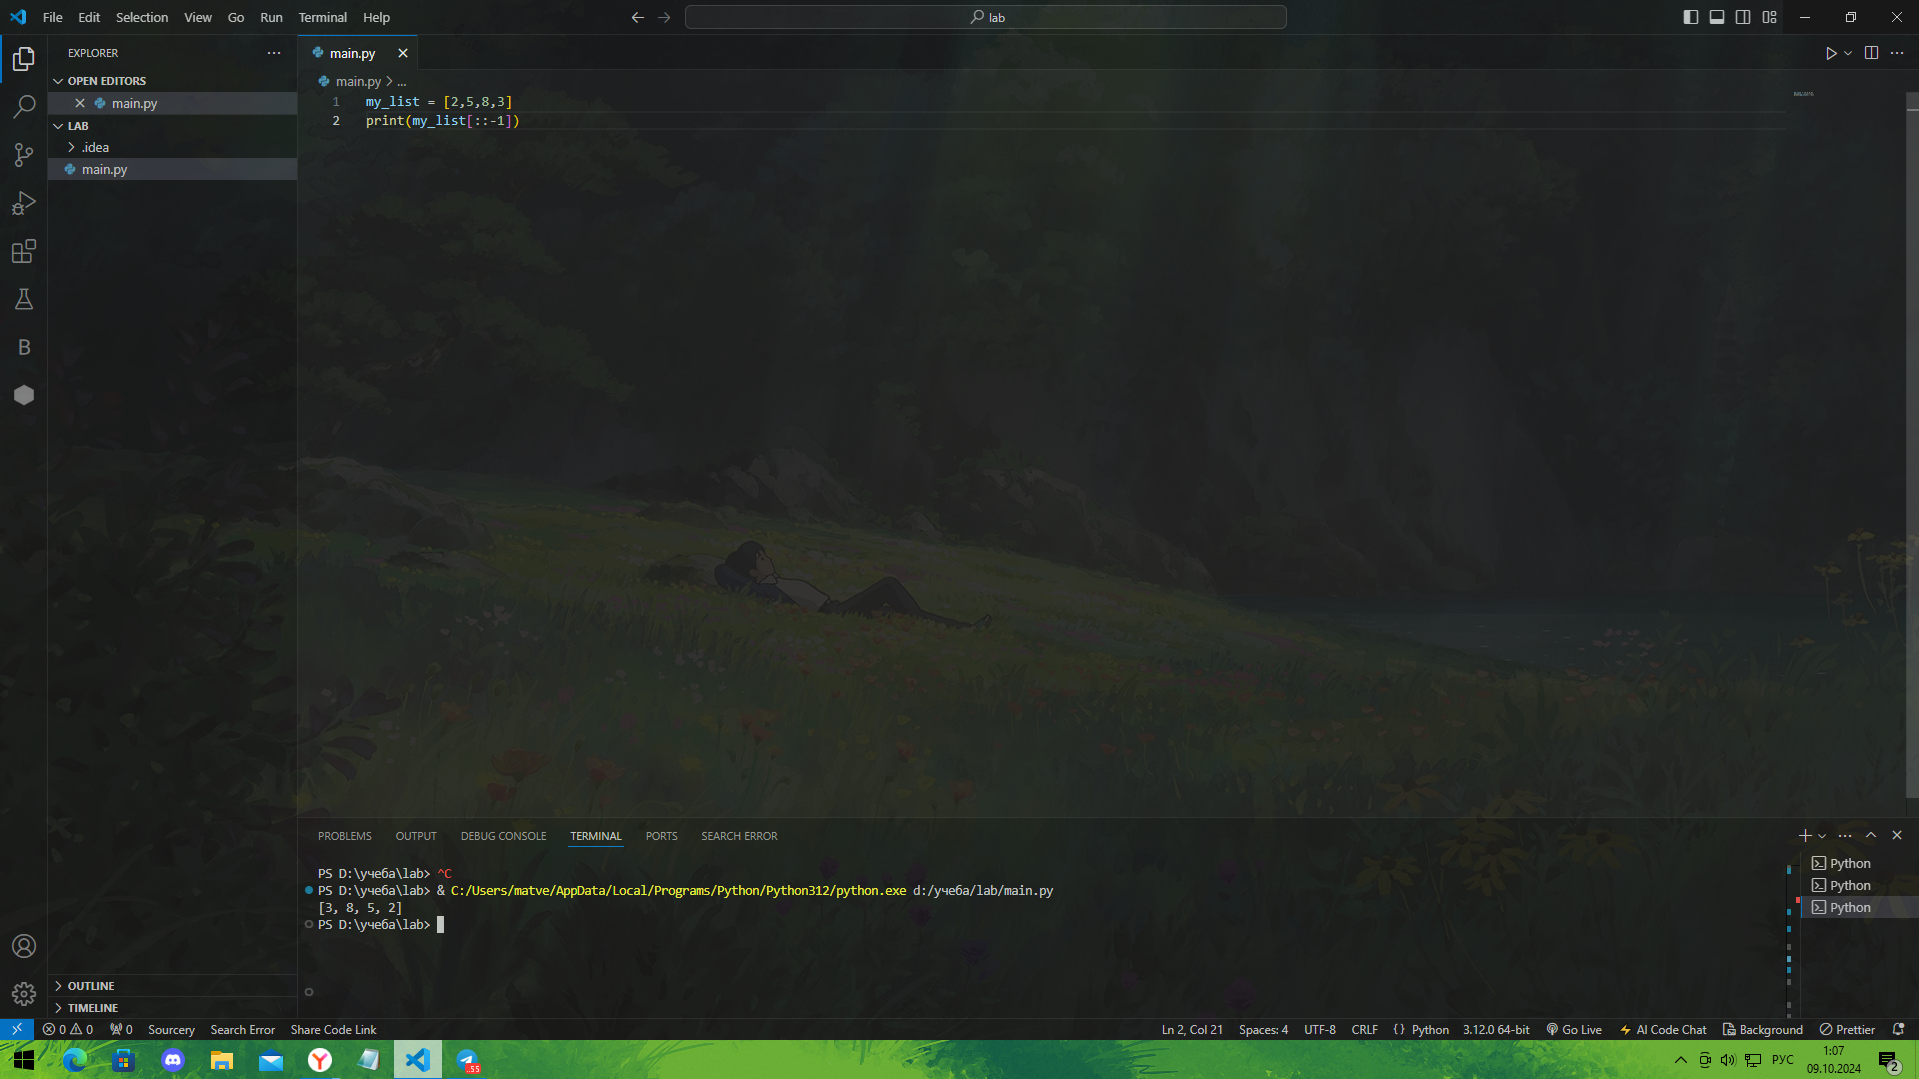 File Edit Selection View Go Run Terminal Help
lab
EXPLORER
OPEN EDITORS
main.py
LAB
.idea
main.py
main.py
main.py > ...
1 my_list = [2,5,8,3]
2 print(my_list[::-1])
PROBLEMS OUTPUT DEBUG CONSOLE TERMINAL PORTS SEARCH ERROR
PS D:\учеба\lab> ^C
PS D:\учеба\lab> & C:/Users/matve/AppData/Local/Programs/Python/Python312/python.exe d:/учеба/lab/main.py
[3, 8, 5, 2]
PS D:\учеба\lab>
Python
Python
Python
OUTLINE
TIMELINE
0 0 0 Sourcery Search Error Share Code Link Ln 2, Col 21 Spaces: 4 UTF-8 CRLF {} Python 3.12.0 64-bit Go Live AI Code Chat Background Prettier
55
РУС
1:07
09.10.2024
2